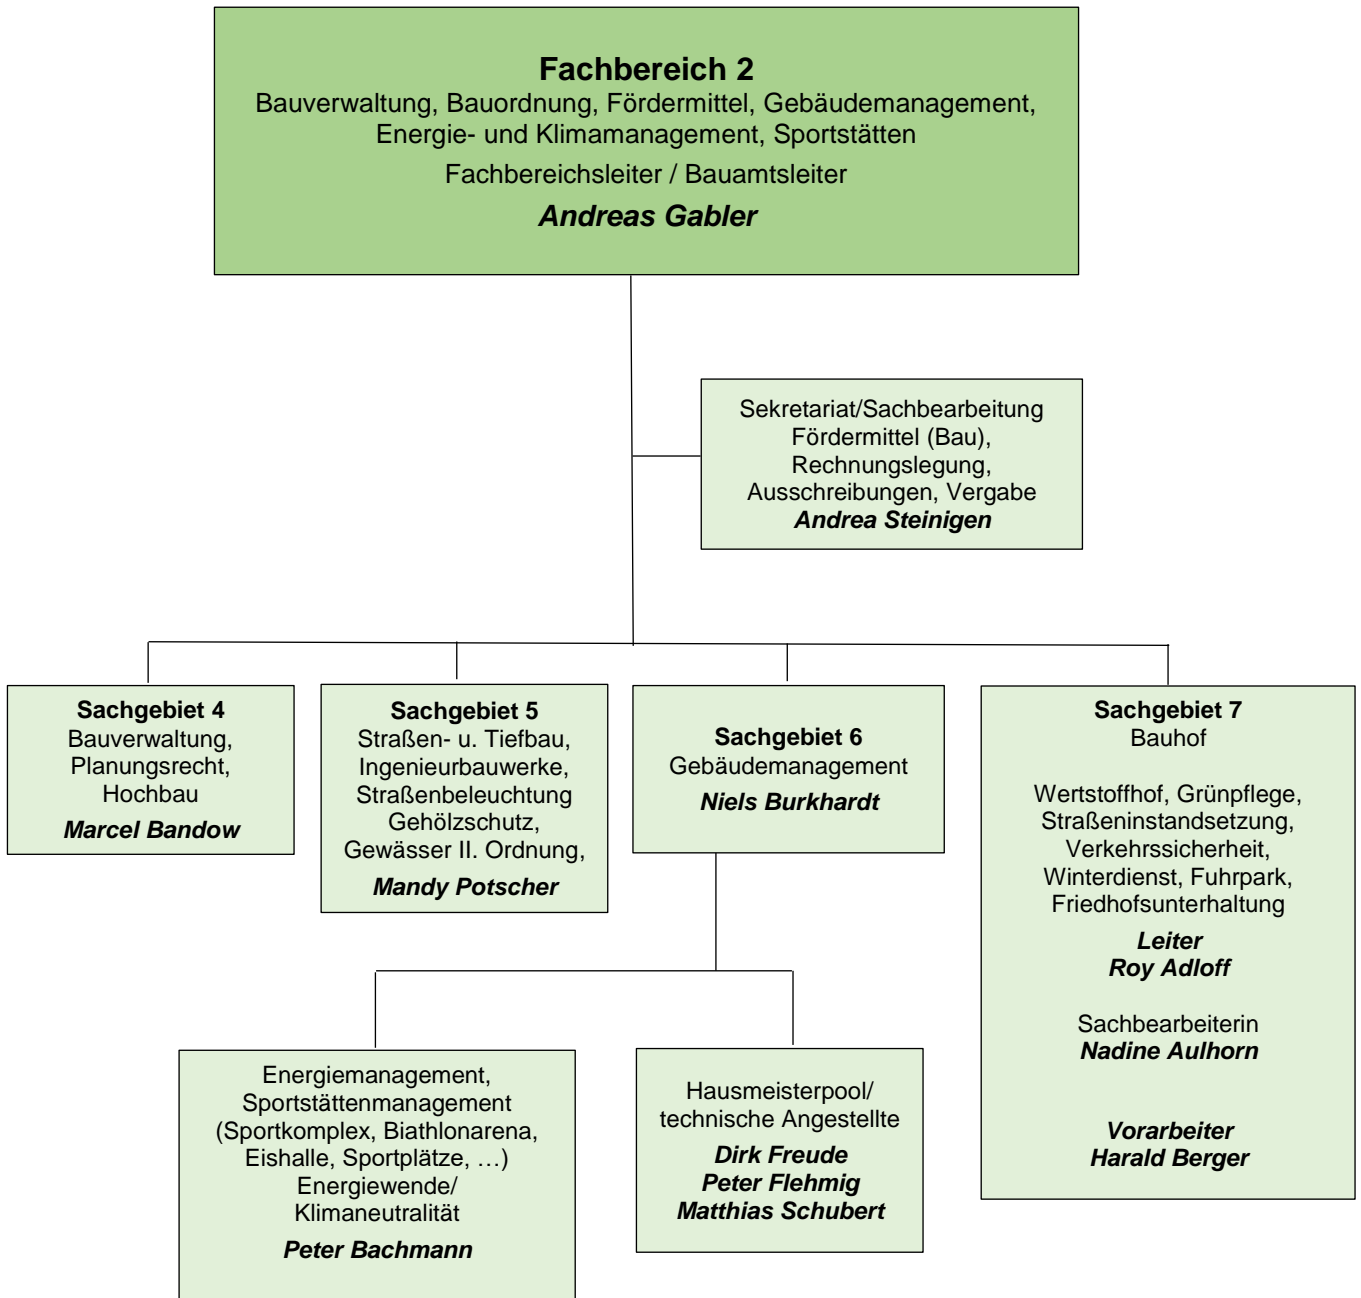 Fachbereich 2
Bauverwaltung, Bauordnung, Fördermittel, Gebäudemanagement,
Energie- und Klimamanagement, Sportstätten
Fachbereichsleiter / Bauamtsleiter
Andreas Gabler
Sekretariat/Sachbearbeitung
Fördermittel (Bau),
Rechnungslegung,
Ausschreibungen, Vergabe
Andrea Steinigen
Sachgebiet 4
Bauverwaltung,
Planungsrecht,
Hochbau
Marcel Bandow
Sachgebiet 5
Straßen- u. Tiefbau,
Ingenieurbauwerke,
Straßenbeleuchtung
Gehölzschutz,
Gewässer II. Ordnung,
Mandy Potscher
Sachgebiet 6
Gebäudemanagement
Niels Burkhardt
Sachgebiet 7
Bauhof
Wertstoffhof, Grünpflege,
Straßeninstandsetzung,
Verkehrssicherheit,
Winterdienst, Fuhrpark,
Friedhofsunterhaltung
Leiter
Roy Adloff
Sachbearbeiterin
Nadine Aulhorn
Vorarbeiter
Harald Berger
Energiemanagement,
Sportstättenmanagement
(Sportkomplex, Biathlonarena,
Eishalle, Sportplätze, …)
Energiewende/
Klimaneutralität
Peter Bachmann
Hausmeisterpool/
technische Angestellte
Dirk Freude
Peter Flehmig
Matthias Schubert